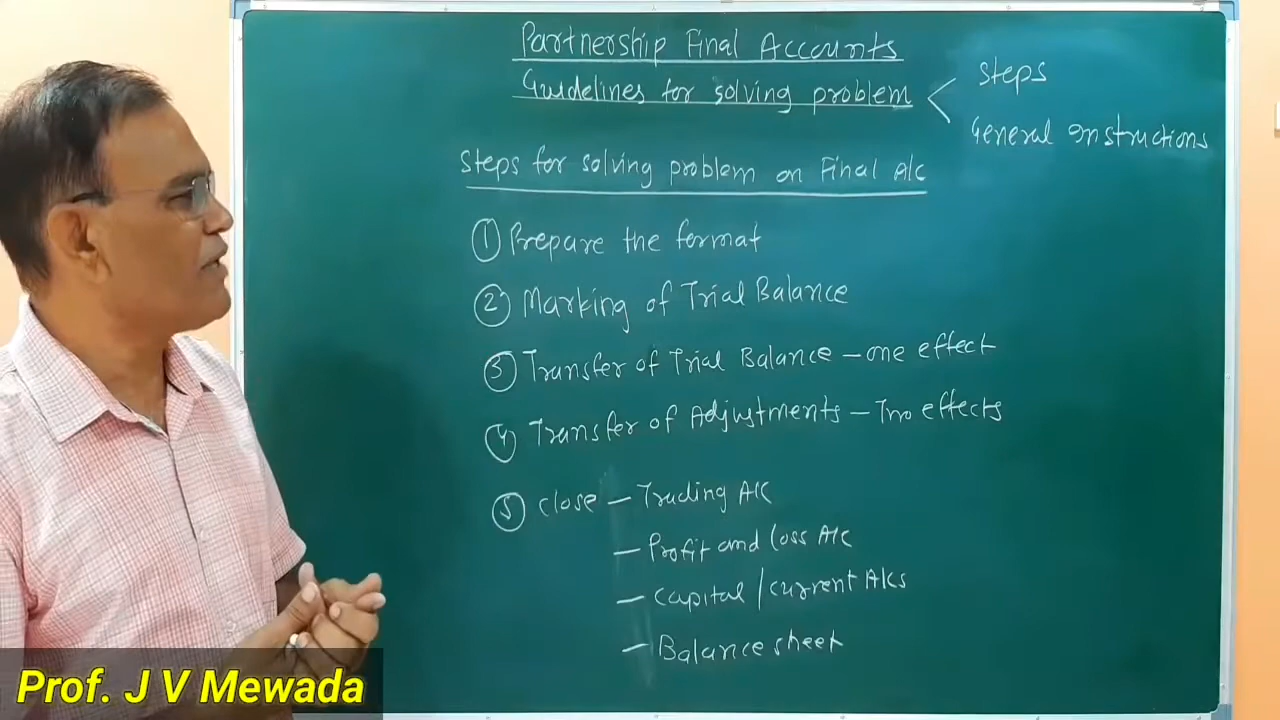 Partnership Final Accounts
Guidelines for solving problem
Steps
General Instructions
Steps for solving problem on Final A/c
① Prepare the format
② Marking of Trial Balance
③ Transfer of Trial Balance – one effect
④ Transfer of Adjustments – Two effects
⑤ Close – Trading A/C
– Profit and Loss A/C
– Capital / Current A/Cs
– Balance sheet
Prof. J V Mewada